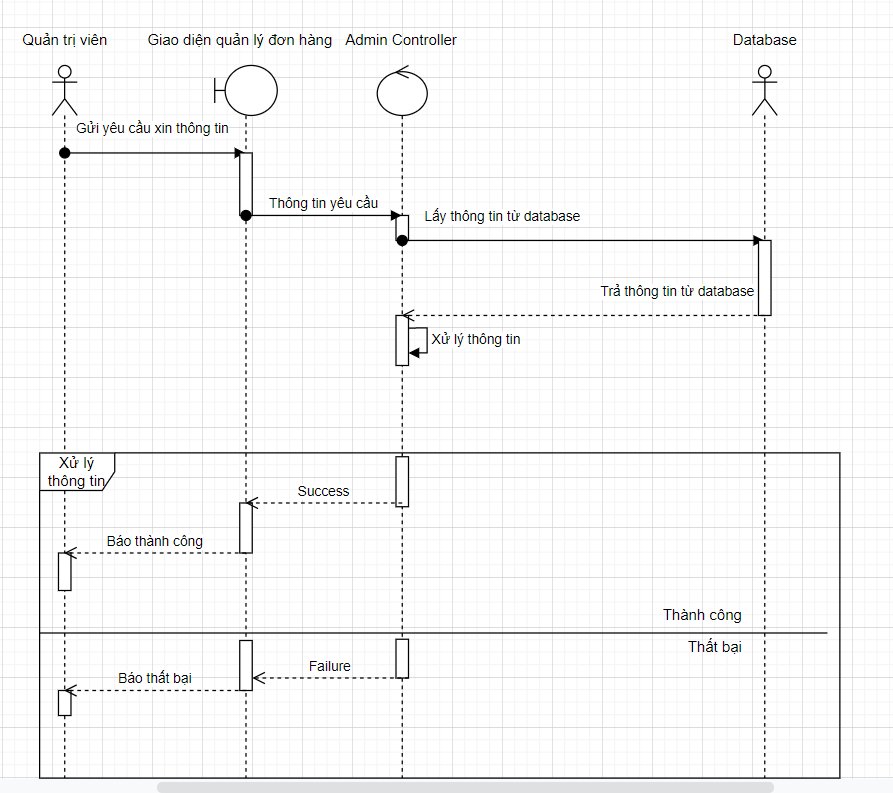 Quản trị viên
Giao diện quản lý đơn hàng
Admin Controller
Database
Gửi yêu cầu xin thông tin
Thông tin yêu cầu
Lấy thông tin từ database
Trả thông tin từ database
Xử lý thông tin
Xử lý
thông tin
Success
Báo thành công
Thành công
Thất bại
Failure
Báo thất bại